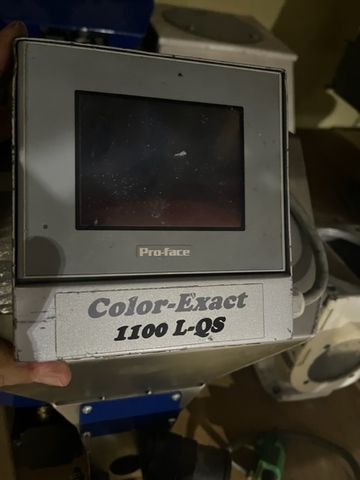 Pro-face
Color-Exact
1100 L-QS